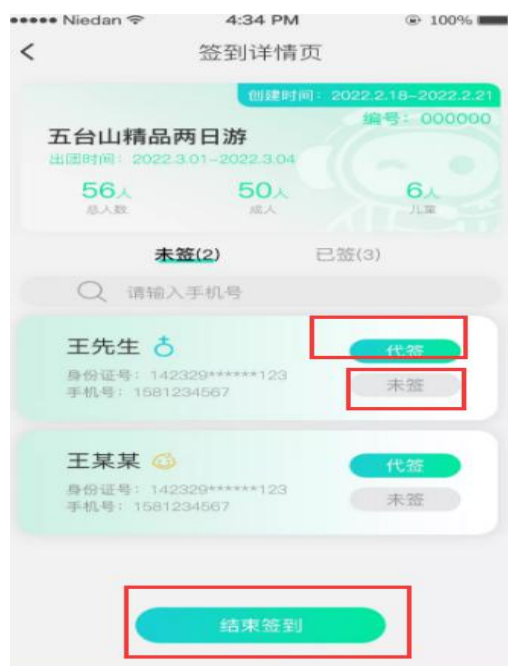 Niedan 4:34 PM 100%
签到详情页
创建时间：2022.2.18-2022.2.21
编号：000000
五台山精品两日游
出团时间：2022.3.01-2022.3.04
56人 50人 6人
总人数 成人 儿童
未签(2) 已签(3)
请输入手机号
王先生
代签
身份证号：142329******123
未签
手机号：1581234567
王某某
代签
身份证号：142329******123
未签
手机号：1581234567
结束签到